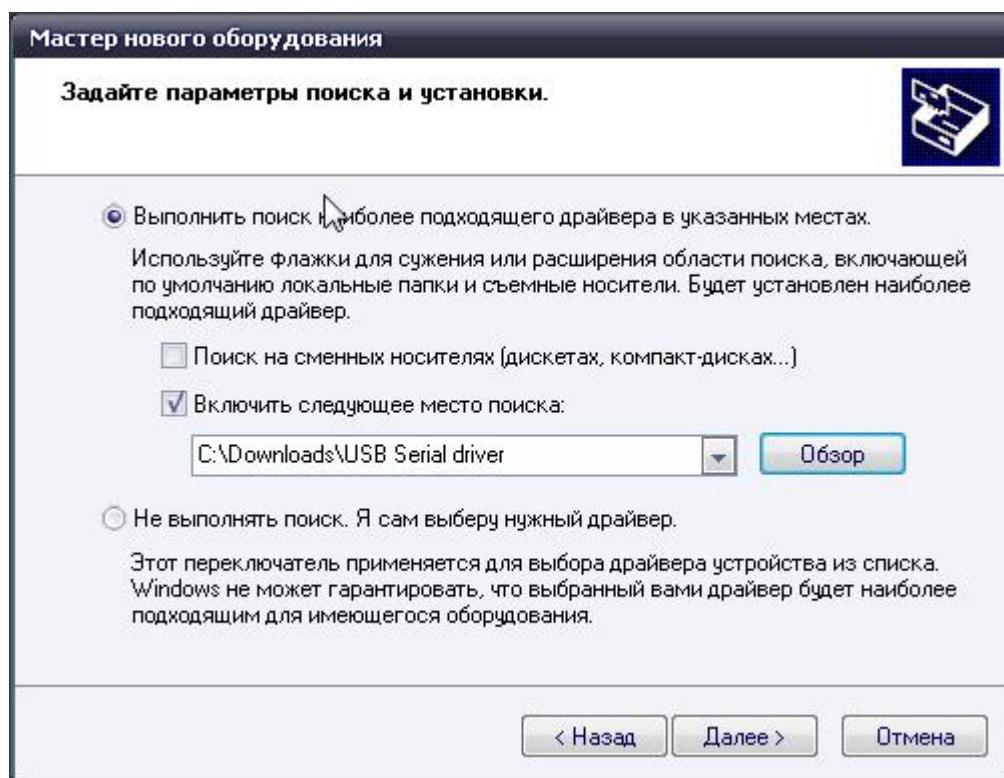 Мастер нового оборудования
Задайте параметры поиска и установки.
Выполнить поиск наиболее подходящего драйвера в указанных местах.
Используйте флажки для сужения или расширения области поиска, включающей
по умолчанию локальные папки и съемные носители. Будет установлен наиболее
подходящий драйвер.
Поиск на сменных носителях (дискетах, компакт-дисках...)
Включить следующее место поиска:
C:\Downloads\USB Serial driver
Обзор
Не выполнять поиск. Я сам выберу нужный драйвер.
Этот переключатель применяется для выбора драйвера устройства из списка.
Windows не может гарантировать, что выбранный вами драйвер будет наиболее
подходящим для имеющегося оборудования.
< Назад Далее > Отмена